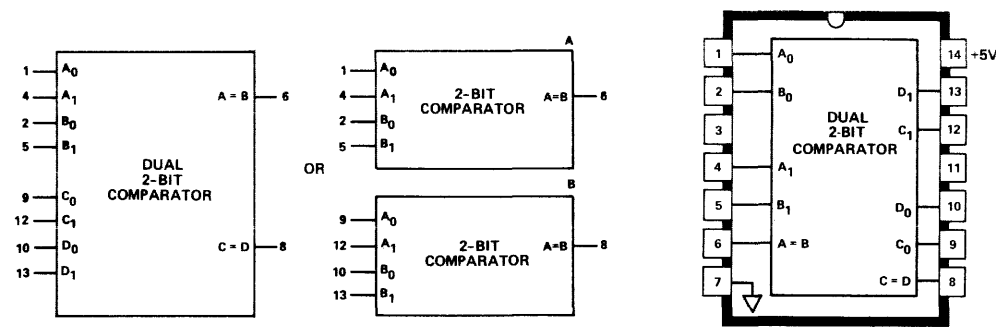 1 A0
4 A1
2 B0
5 B1
A = B 6
DUAL
2-BIT
COMPARATOR
9 C0
12 C1
10 D0
13 D1
C = D 8
OR
A
1 A0
4 A1
2 B0
5 B1
2-BIT
COMPARATOR
A=B 6
B
9 A0
12 A1
10 B0
13 B1
2-BIT
COMPARATOR
A=B 8
1 A0
2 B0
3
4 A1
5 B1
6 A = B
7
DUAL
2-BIT
COMPARATOR
14 +5V
D1 13
C1 12
11
D0 10
C0 9
C = D 8